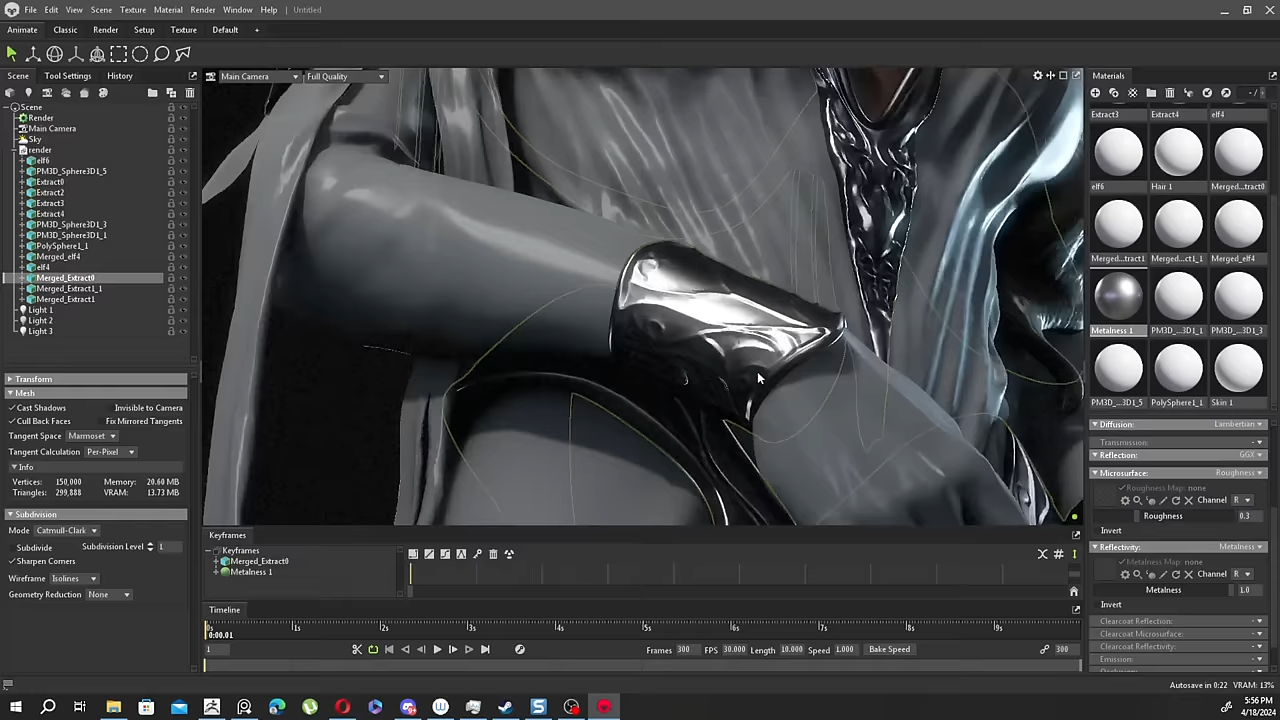 File Edit View Scene Texture Material Render Window Help Untitled
Animate Classic Render Setup Texture Default +
Scene Tool Settings History
Main Camera Full Quality
Scene
Render
Main Camera
Sky
render
elf6
PM3D_Sphere3D1_5
Extract0
Extract2
Extract3
Extract4
PM3D_Sphere3D1_3
PM3D_Sphere3D1_1
PolySphere1_1
Merged_elf4
elf4
Merged_Extract0
Merged_Extract1_1
Merged_Extract1
Light 1
Light 2
Light 3
Transform
Mesh
Cast Shadows Invisible to Camera
Cull Back Faces Fix Mirrored Tangents
Tangent Space Marmoset
Tangent Calculation Per-Pixel
Info
Vertices: 150,000 Memory: 20.60 MB
Triangles: 299,888 VRAM: 13.73 MB
Subdivision
Mode Catmull-Clark
Subdivide Subdivision Level 1
Sharpen Corners
Wireframe Isolines
Geometry Reduction None
Keyframes
Keyframes
Merged_Extract0
Metalness 1
Timeline
0s 1s 2s 3s 4s 5s 6s 7s 8s 9s
0:00.01
1 Frames 300 FPS 30.000 Length 10.000 Speed 1.000 Bake Speed 300
Materials
-/
Extract3 Extract4 elf4
elf6 Hair 1 Merged...tract0
Merged...tract1 Merged...ct1_1 Merged_elf4
Metalness 1 PM3D_...3D1_1 PM3D_...3D1_3
PM3D_...3D1_5 PolySphere1_1 Skin 1
Diffusion: Lambertian
Transmission:
Reflection: GGX
Microsurface: Roughness
Roughness Map: none
Channel R
Roughness 0.3
Invert
Reflectivity: Metalness
Metalness Map: none
Channel R
Metalness 1.0
Invert
Clearcoat Reflection:
Clearcoat Microsurface:
Clearcoat Reflectivity:
Emission:
Autosave in 0:22 VRAM: 13%
5:56 PM
4/18/2024